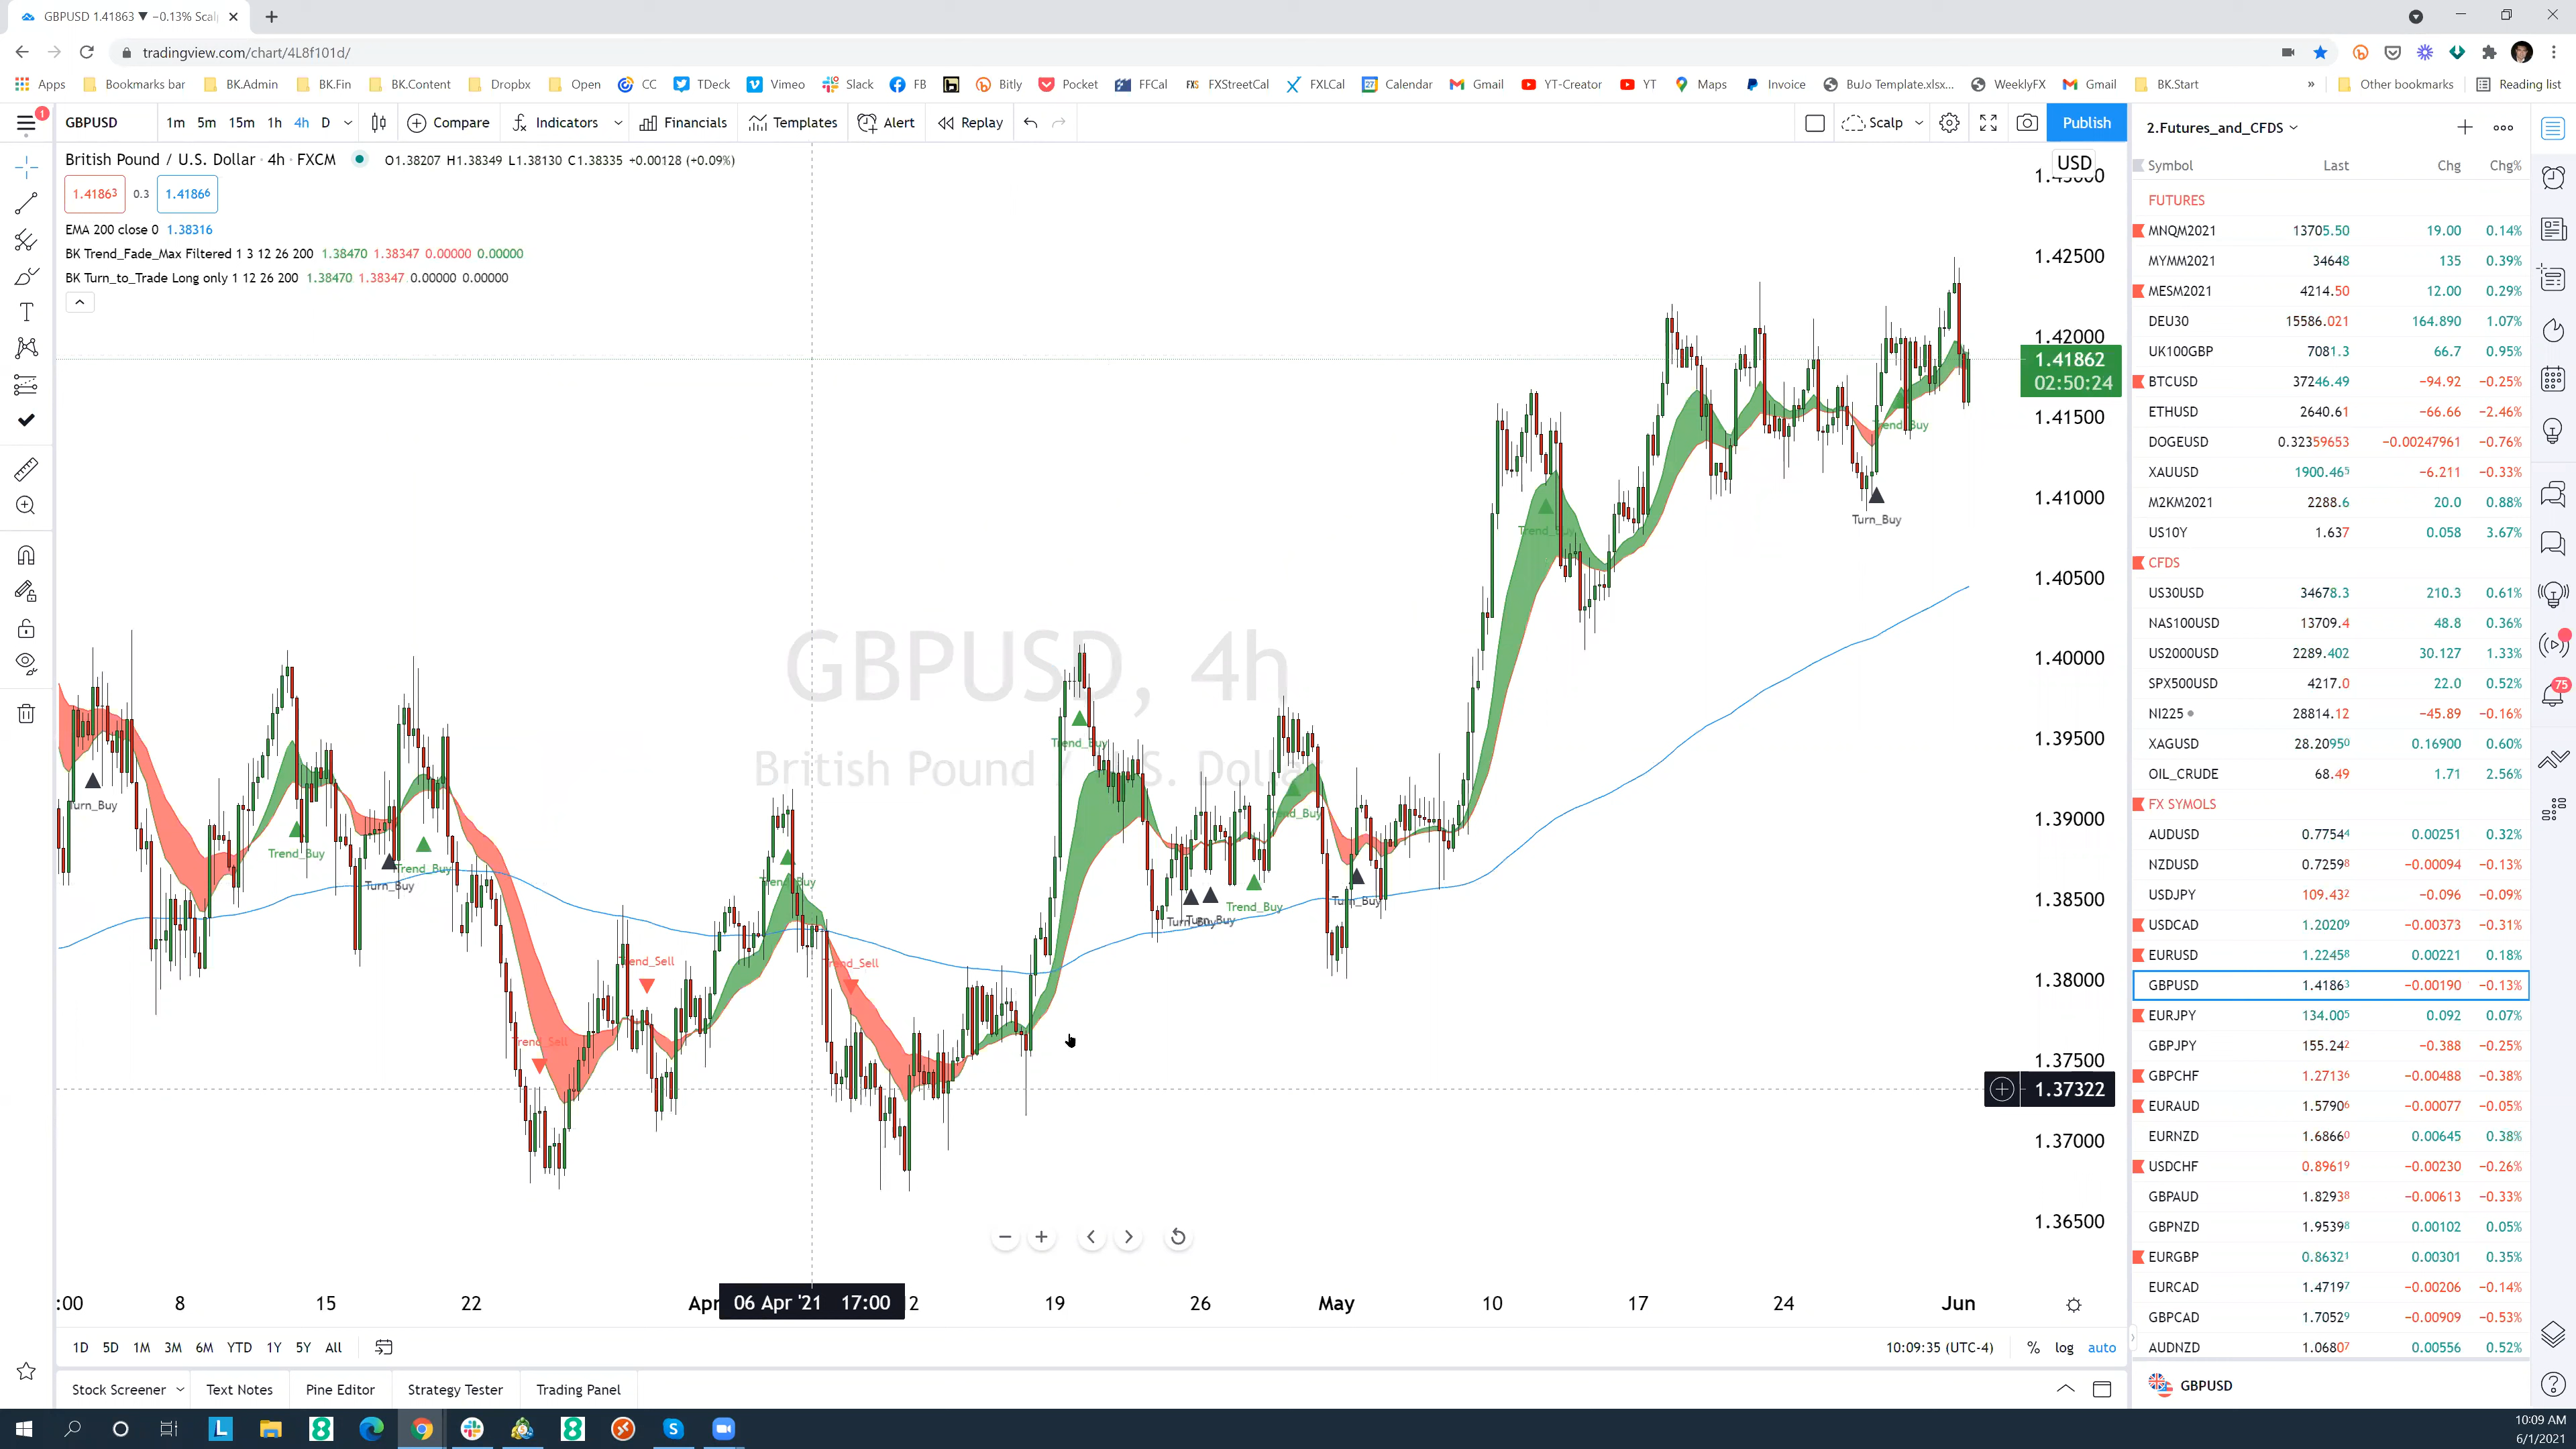 GBPUSD 1.41863 ▼ −0.13% Scal
tradingview.com/chart/4L8f101d/
Apps Bookmarks bar BK.Admin BK.Fin BK.Content Dropbx Open CC TDeck Vimeo Slack FB Bitly Pocket FFCal FXStreetCal FXLCal Calendar Gmail YT-Creator YT Maps Invoice BuJo Template.xlsx... WeeklyFX Gmail BK.Start » Other bookmarks Reading list
1 GBPUSD 1m 5m 15m 1h 4h D Compare Indicators Financials Templates Alert Replay Scalp Publish
British Pound / U.S. Dollar · 4h · FXCM O1.38207 H1.38349 L1.38130 C1.38335 +0.00128 (+0.09%)
1.41863 0.3 1.41866
EMA 200 close 0 1.38316
BK Trend_Fade_Max Filtered 1 3 12 26 200 1.38470 1.38347 0.00000 0.00000
BK Turn_to_Trade Long only 1 12 26 200 1.38470 1.38347 0.00000 0.00000
GBPUSD, 4h
British Pound / U.S. Dollar
Turn_Buy
Trend_Buy
Turn_Buy
Trend_Buy
Trend_Sell
Trend_Sell
Trend_Buy
Trend_Sell
Trend_Buy
Turn_Buy
Turn_Buy
Trend_Buy
Trend_Buy
Turn_Buy
Trend_Buy
Turn_Buy
Trend_Buy
USD
1.42500
1.42000
1.41862
02:50:24
1.41500
1.41000
1.40500
1.40000
1.39500
1.39000
1.38500
1.38000
1.37500
1.37322
1.37000
1.36500
:00 8 15 22 Apr 06 Apr '21 17:00 2 19 26 May 10 17 24 Jun
1D 5D 1M 3M 6M YTD 1Y 5Y All 10:09:35 (UTC-4) % log auto
Stock Screener Text Notes Pine Editor Strategy Tester Trading Panel
2.Futures_and_CFDS
Symbol Last Chg Chg%
FUTURES
MNQM2021 13705.50 19.00 0.14%
MYMM2021 34648 135 0.39%
MESM2021 4214.50 12.00 0.29%
DEU30 15586.021 164.890 1.07%
UK100GBP 7081.3 66.7 0.95%
BTCUSD 37246.49 −94.92 −0.25%
ETHUSD 2640.61 −66.66 −2.46%
DOGEUSD 0.32359653 −0.00247961 −0.76%
XAUUSD 1900.465 −6.211 −0.33%
M2KM2021 2288.6 20.0 0.88%
US10Y 1.637 0.058 3.67%
CFDS
US30USD 34678.3 210.3 0.61%
NAS100USD 13709.4 48.8 0.36%
US2000USD 2289.402 30.127 1.33%
SPX500USD 4217.0 22.0 0.52%
NI225 28814.12 −45.89 −0.16%
XAGUSD 28.20950 0.16900 0.60%
OIL_CRUDE 68.49 1.71 2.56%
FX SYMOLS
AUDUSD 0.77544 0.00251 0.32%
NZDUSD 0.72598 −0.00094 −0.13%
USDJPY 109.432 −0.096 −0.09%
USDCAD 1.20209 −0.00373 −0.31%
EURUSD 1.22458 0.00221 0.18%
GBPUSD 1.41863 −0.00190 −0.13%
EURJPY 134.005 0.092 0.07%
GBPJPY 155.242 −0.388 −0.25%
GBPCHF 1.27136 −0.00488 −0.38%
EURAUD 1.57906 −0.00077 −0.05%
EURNZD 1.68660 0.00645 0.38%
USDCHF 0.89619 −0.00230 −0.26%
GBPAUD 1.82938 −0.00613 −0.33%
GBPNZD 1.95398 0.00102 0.05%
EURGBP 0.86321 0.00301 0.35%
EURCAD 1.47197 −0.00206 −0.14%
GBPCAD 1.70529 −0.00909 −0.53%
AUDNZD 1.06807 0.00556 0.52%
GBPUSD
75
10:09 AM
6/1/2021